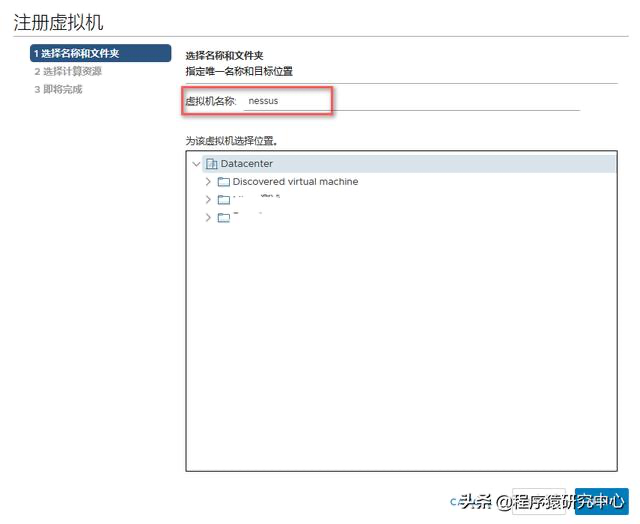 注册虚拟机
1 选择名称和文件夹
2 选择计算资源
3 即将完成
选择名称和文件夹
指定唯一名称和目标位置
虚拟机名称: nessus
为该虚拟机选择位置。
Datacenter
Discovered virtual machine
头条 @程序猿研究中心